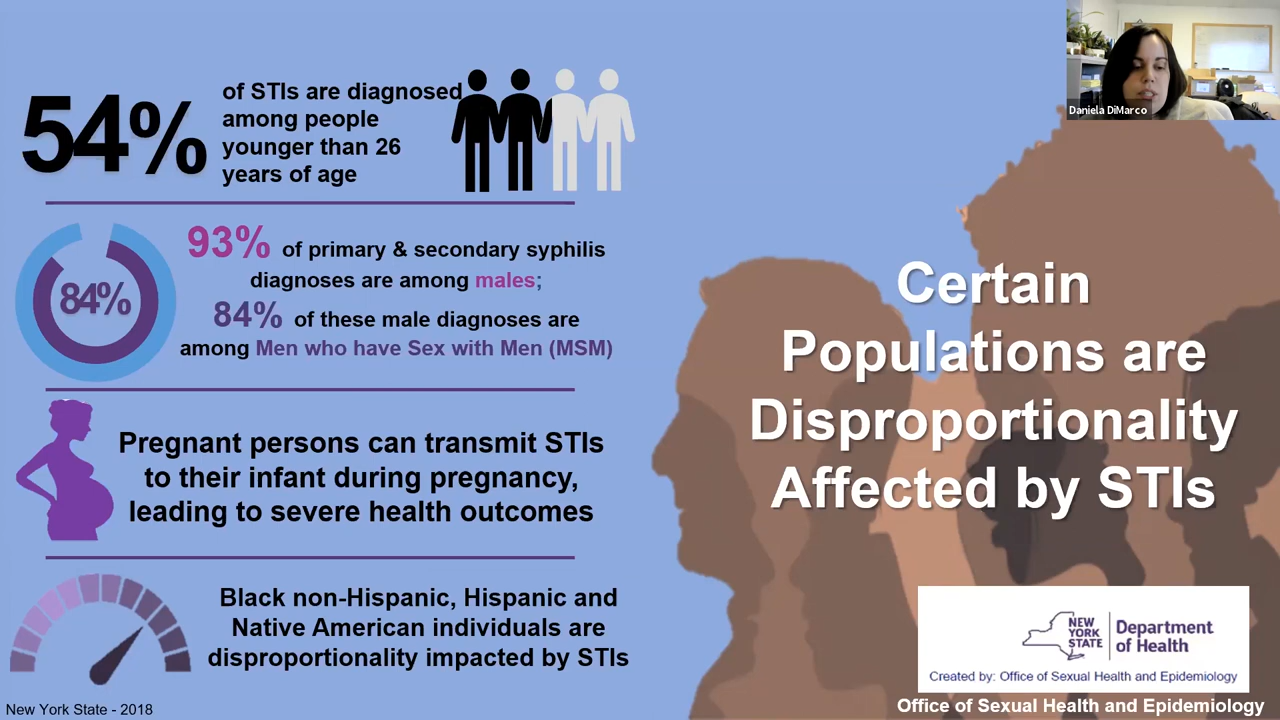 54%
of STIs are diagnosed
among people
younger than 26
years of age
84%
93% of primary & secondary syphilis
diagnoses are among males;
84% of these male diagnoses are
among Men who have Sex with Men (MSM)
Pregnant persons can transmit STIs
to their infant during pregnancy,
leading to severe health outcomes
Black non-Hispanic, Hispanic and
Native American individuals are
disproportionality impacted by STIs
New York State - 2018
Daniela DiMarco
Certain
Populations are
Disproportionality
Affected by STIs
NEW
YORK
STATE
Department
of Health
Created by: Office of Sexual Health and Epidemiology
Office of Sexual Health and Epidemiology